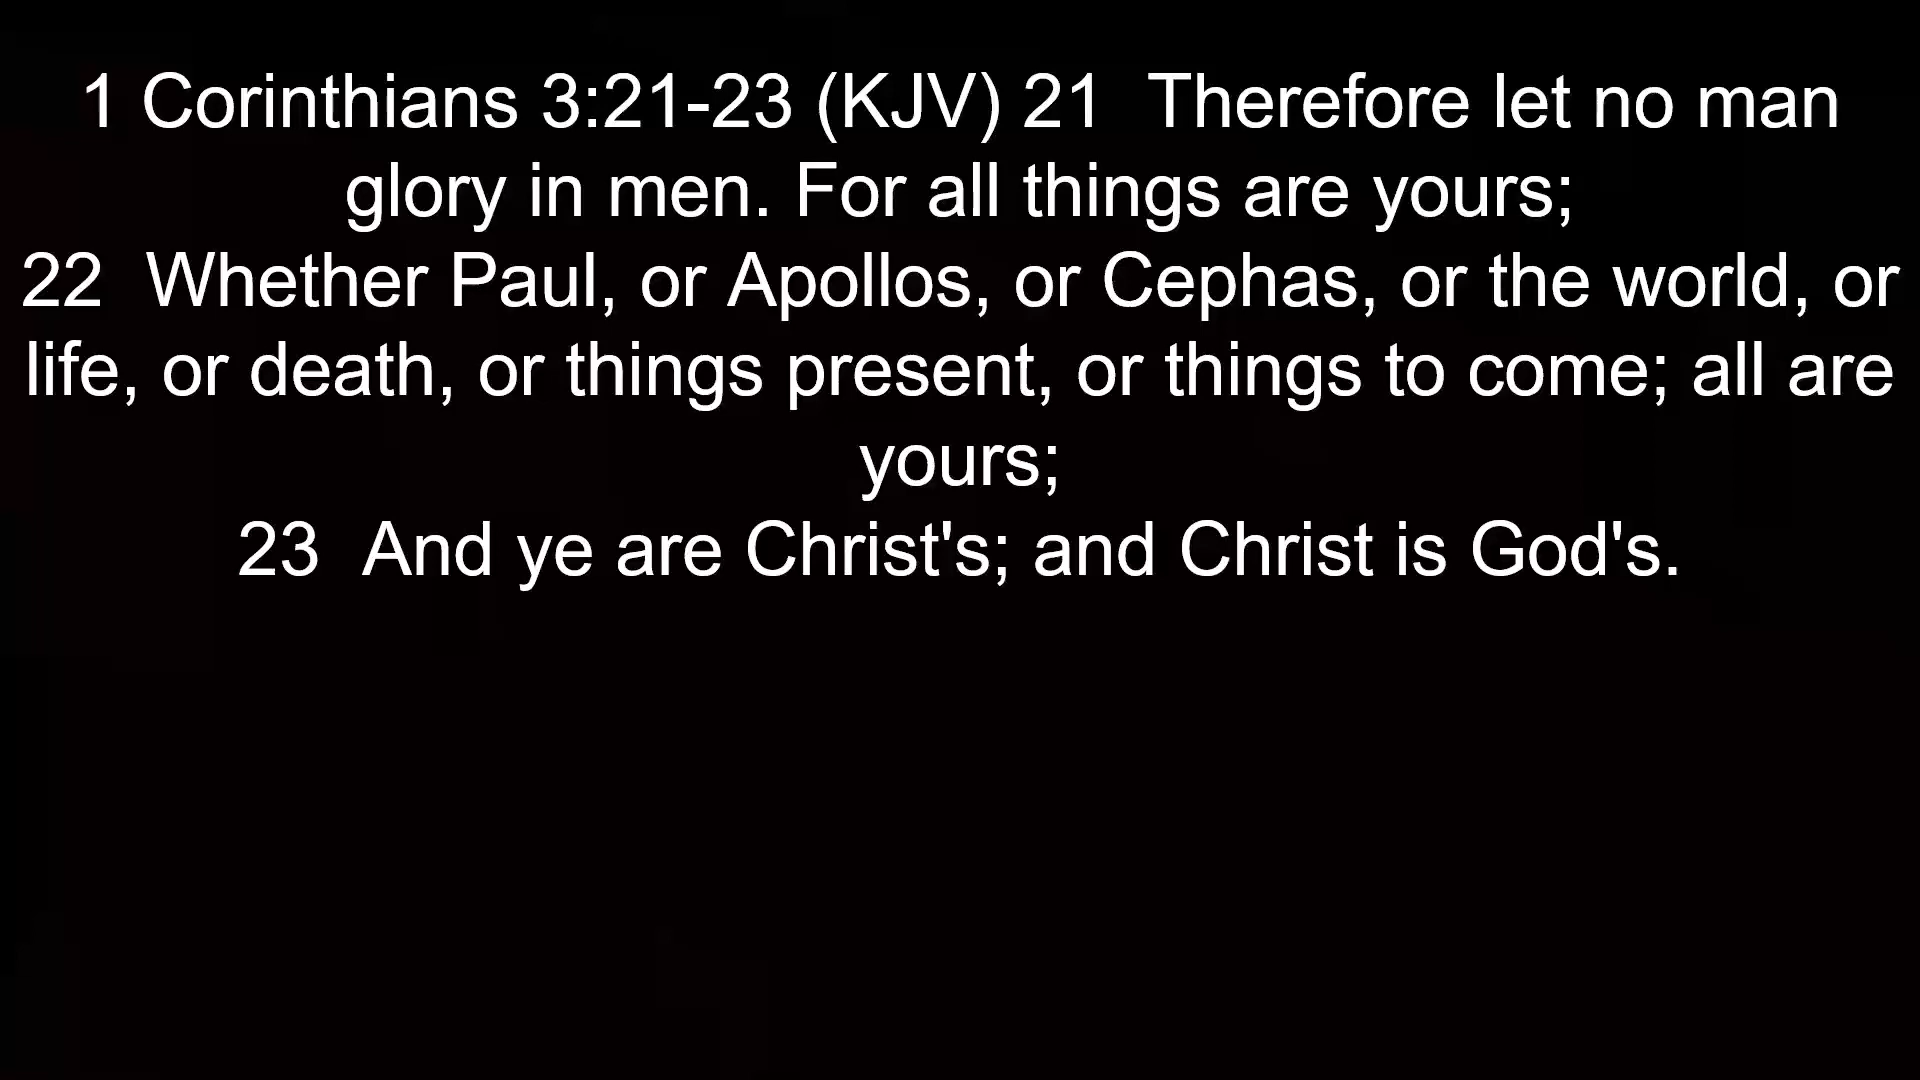 1 Corinthians 3:21-23 (KJV) 21  Therefore let no man
glory in men. For all things are yours;
22  Whether Paul, or Apollos, or Cephas, or the world, or
life, or death, or things present, or things to come; all are
yours;
23  And ye are Christ's; and Christ is God's.